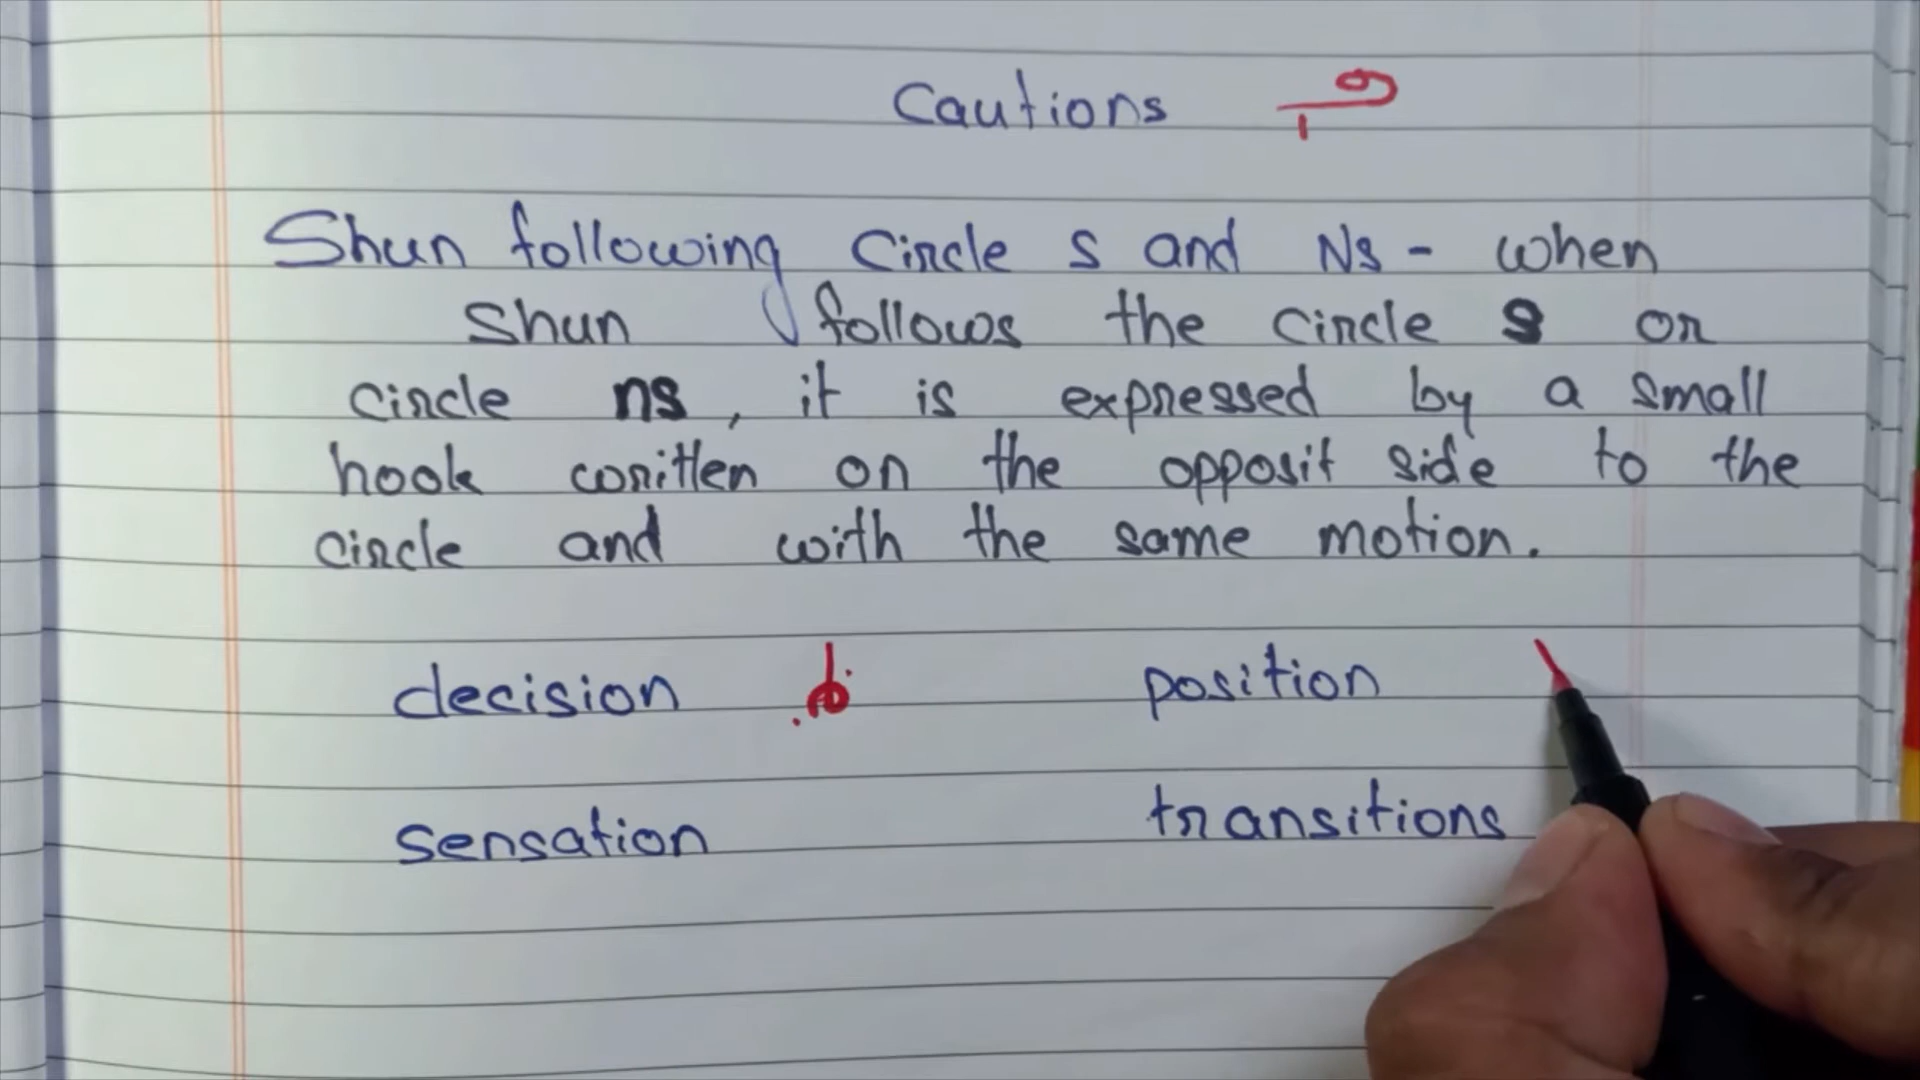 Cautions
Shun following Circle s and Ns - when
Shun follows the circle s or
circle ns, it is expressed by a small
hook written on the opposit side to the
circle and with the same motion.
decision position
sensation transitions